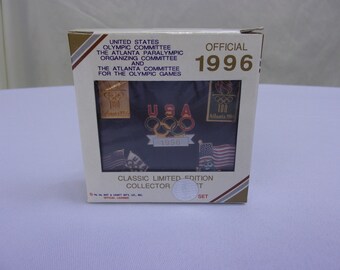 UNITED STATES
OLYMPIC COMMITTEE
THE ATLANTA PARALYMPIC
ORGANIZING COMMITTEE
AND
THE ATLANTA COMMITTEE
FOR THE OLYMPIC GAMES
OFFICIAL
1996
USA
CLASSIC LIMITED EDITION
COLLECTOR
SET